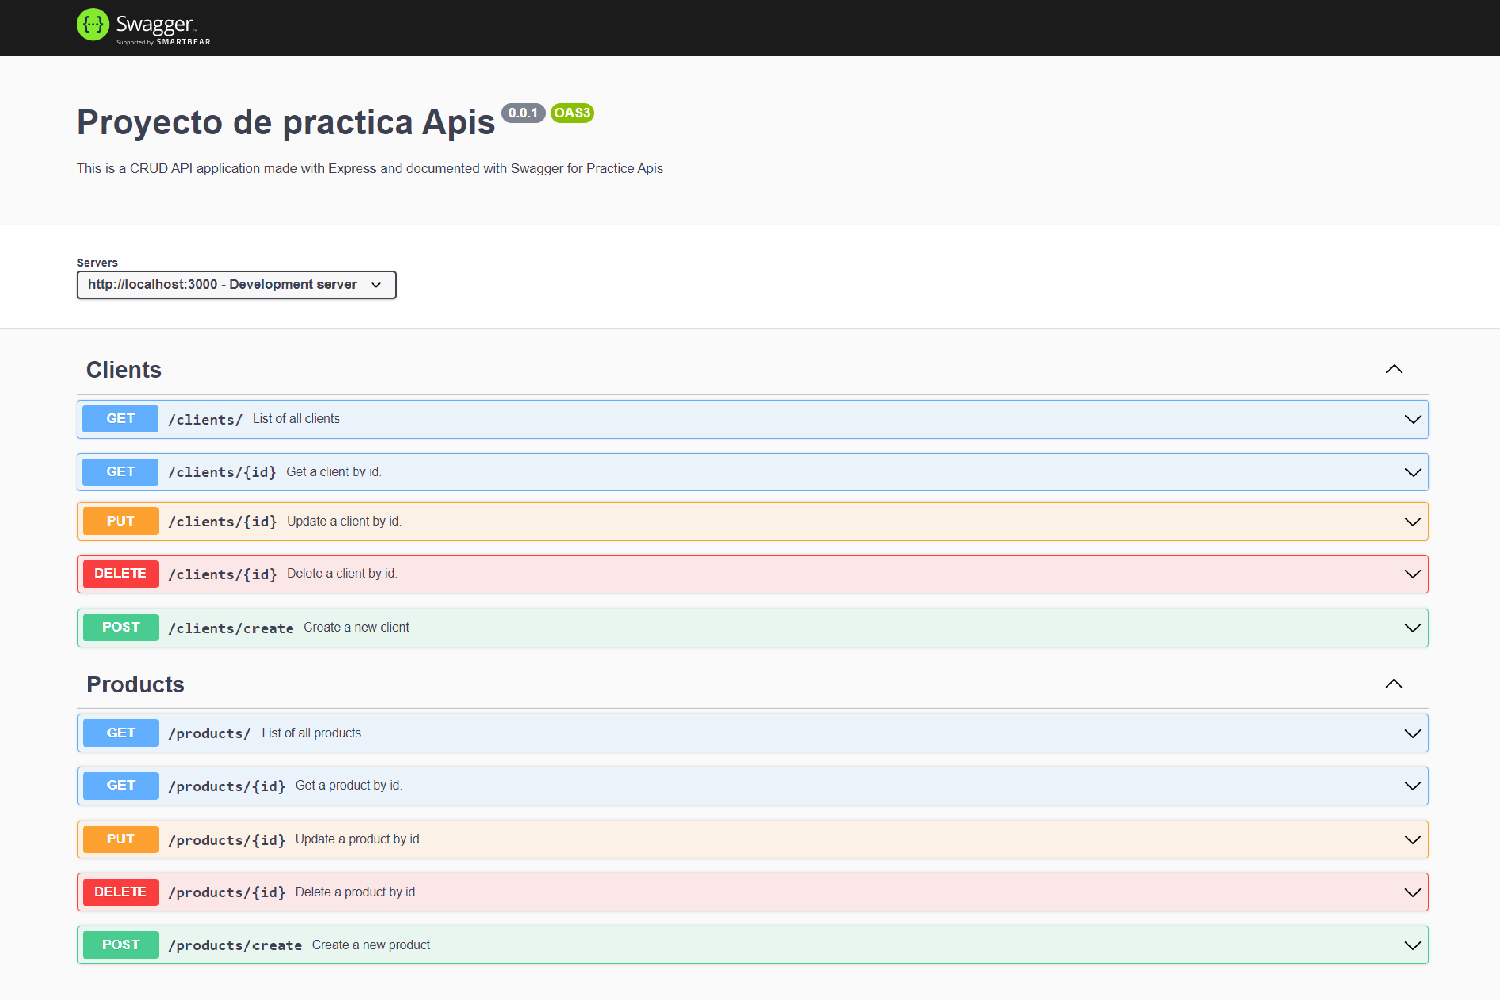 Swagger
Supported by SMARTBEAR
Proyecto de practica Apis 0.0.1 OAS3
This is a CRUD API application made with Express and documented with Swagger for Practice Apis
Servers
http://localhost:3000 - Development server
Clients
GET /clients/ List of all clients
GET /clients/{id} Get a client by id.
PUT /clients/{id} Update a client by id.
DELETE /clients/{id} Delete a client by id.
POST /clients/create Create a new client
Products
GET /products/ List of all products
GET /products/{id} Get a product by id.
PUT /products/{id} Update a product by id
DELETE /products/{id} Delete a product by id
POST /products/create Create a new product